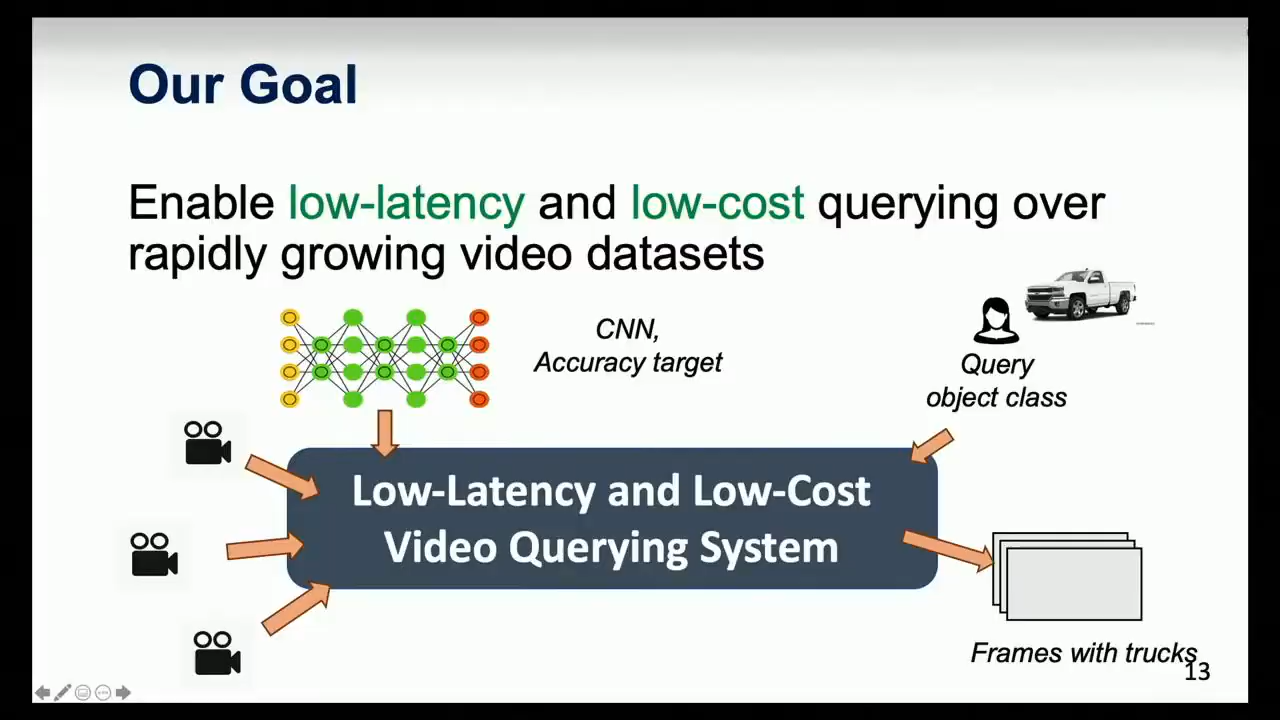 Our Goal
Enable low-latency and low-cost querying over
rapidly growing video datasets
CNN,
Accuracy target
Query
object class
Low-Latency and Low-Cost
Video Querying System
Frames with trucks
13